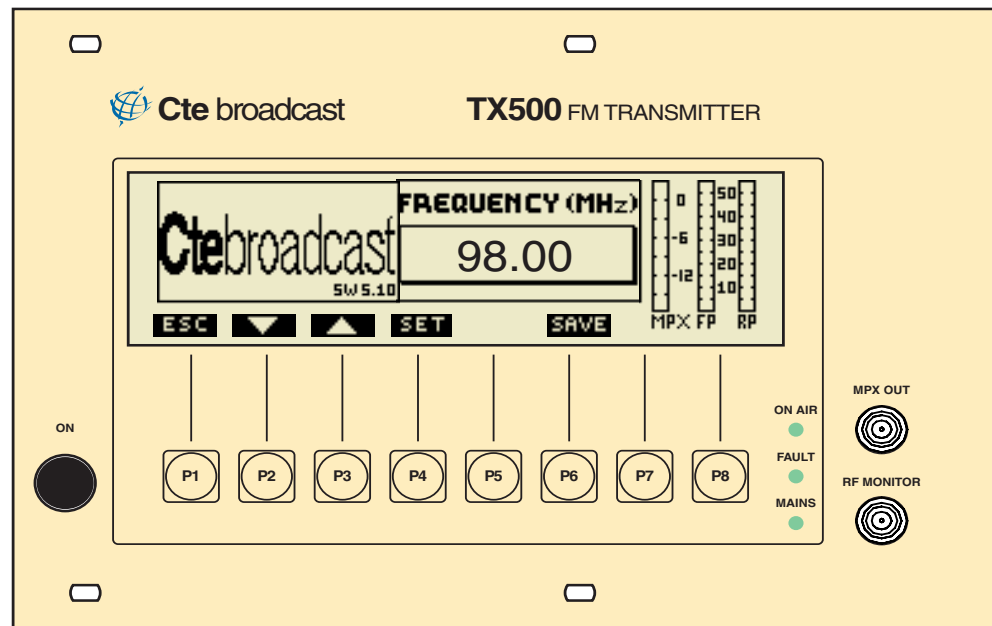 Cte broadcast
TX500 FM TRANSMITTER
Ctebroadcast
SW 5.10
FREQUENCY (MHz)
98.00
0
-6
-12
50
40
30
20
10
MPX FP RP
ESC SET SAVE
P1 P2 P3 P4 P5 P6 P7 P8
ON
ON AIR
FAULT
MAINS
MPX OUT
RF MONITOR